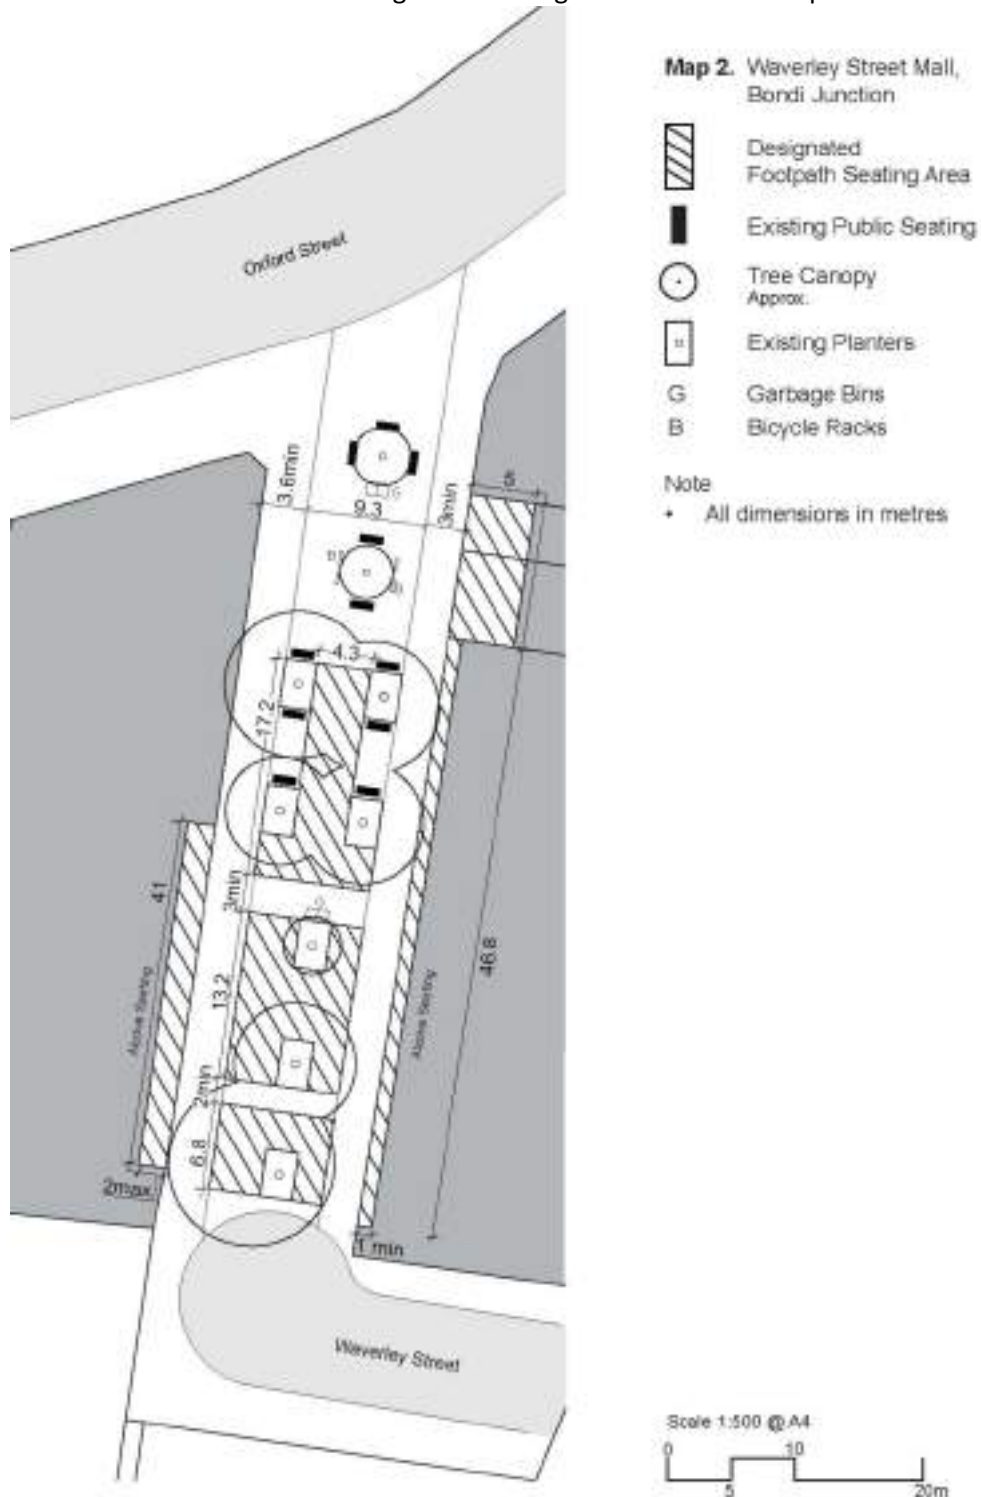 Map 2. Waverley Street Mall,
Bondi Junction
Designated
Footpath Seating Area
Existing Public Seating
Tree Canopy
Approx.
Existing Planters
G Garbage Bins
B Bicycle Racks
Note
• All dimensions in metres
Oxford Street
3.6min
9.3
3min
4.3
17.2
3min
41
13.2
46.8
2min
6.8
2max.
1 min
Waverley Street
Scale 1:500 @ A4
0 10
5 20m